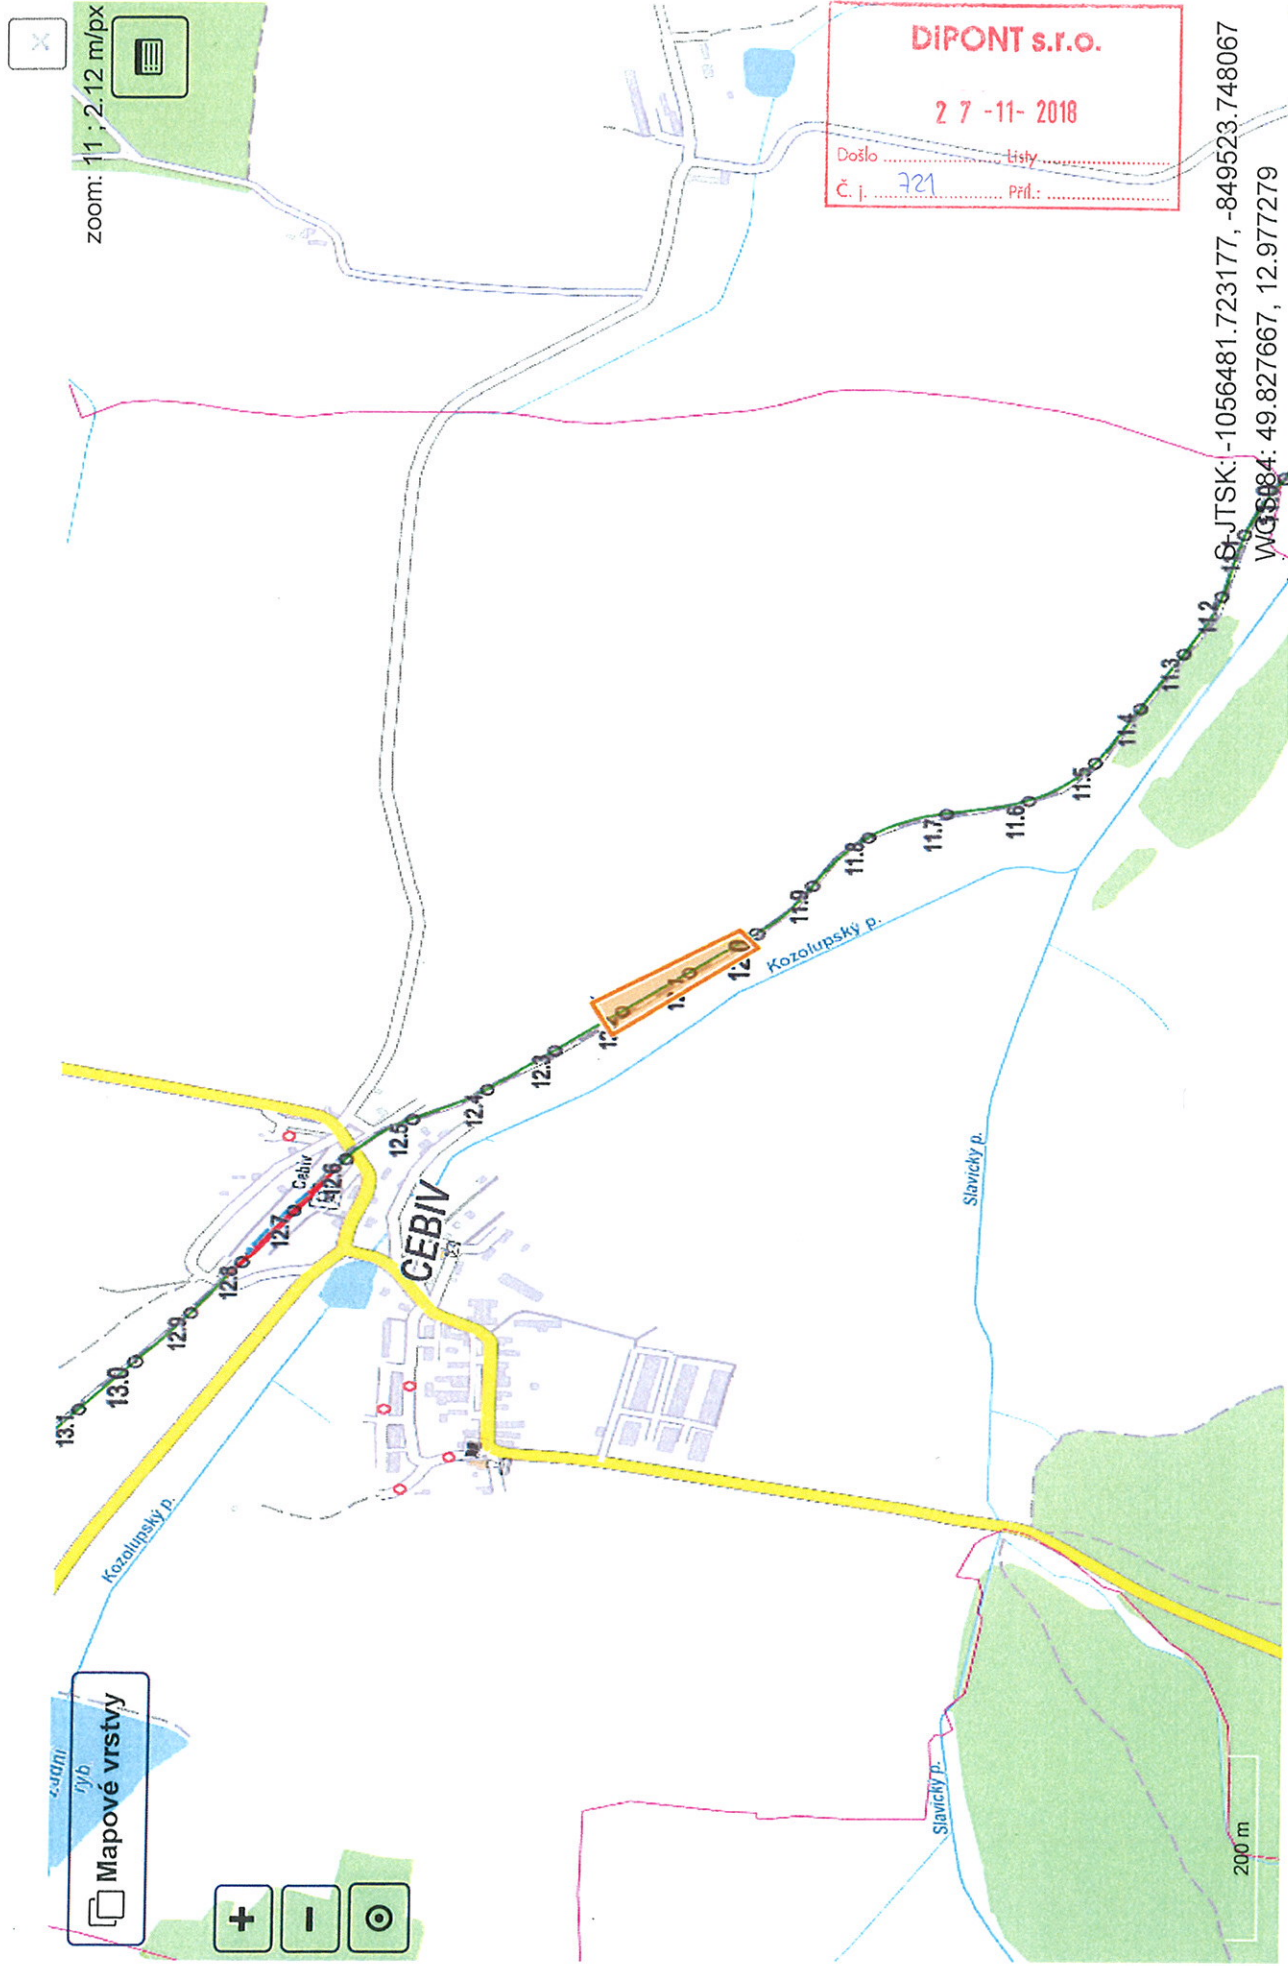 zoom: 11 ; 2.12 m/px
DIPONT s.r.o.
27 -11- 2018
Došlo Listy
Č. j. 721 Příl.:
S-JTSK: -1056481.723177, -849523.748067
WGS84: 49.827667, 12.977279
Mapové vrstvy
+
−
200 m
ryb.
Kozolupský p.
13.1
13.0
12.9
12.8
12.7
Cebiv
12.6
12.5
12.4
12.3
CEBIV
Kozolupský p.
11.9
11.8
11.7
11.6
11.5
11.4
11.3
11.2
Slavický p.
Slavický p.